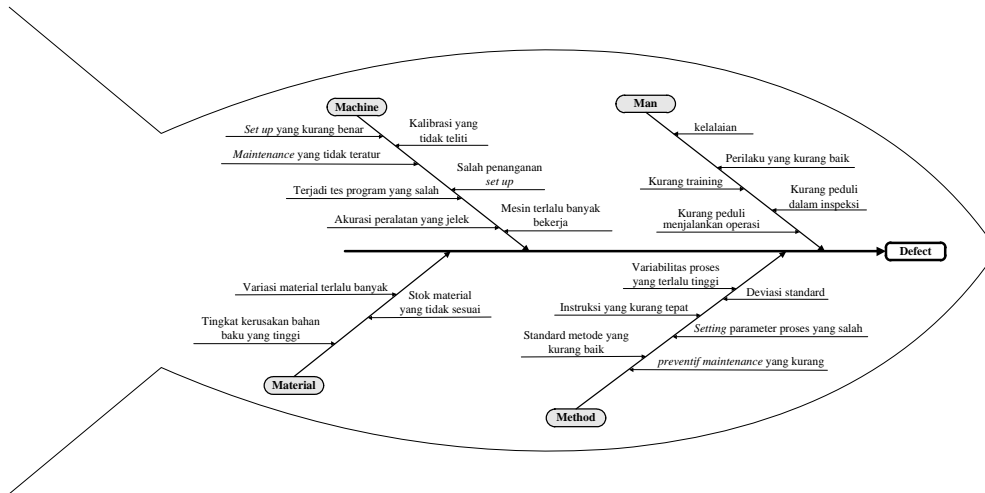 Machine
Set up yang kurang benar
Kalibrasi yang
tidak teliti
Maintenance yang tidak teratur
Salah penanganan
set up
Terjadi tes program yang salah
Akurasi peralatan yang jelek
Mesin terlalu banyak
bekerja
Man
kelalaian
Perilaku yang kurang baik
Kurang training
Kurang peduli
dalam inspeksi
Kurang peduli
menjalankan operasi
Defect
Variasi material terlalu banyak
Stok material
yang tidak sesuai
Tingkat kerusakan bahan
baku yang tinggi
Material
Variabilitas proses
yang terlalu tinggi
Deviasi standard
Instruksi yang kurang tepat
Setting parameter proses yang salah
Standard metode yang
kurang baik
preventif maintenance yang kurang
Method